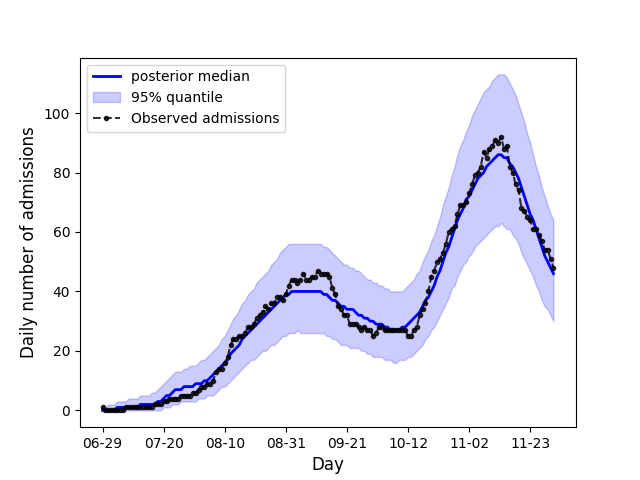 posterior median
95% quantile
Observed admissions
Daily number of admissions
100
80
60
40
20
0
06-29 07-20 08-10 08-31 09-21 10-12 11-02 11-23
Day